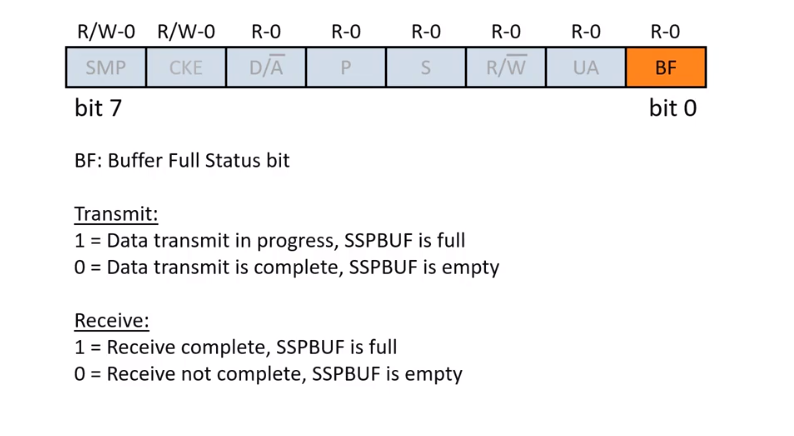 R/W-0 R/W-0 R-0 R-0 R-0 R-0 R-0 R-0
SMP CKE D/A̅ P S R/W̅ UA BF
bit 7 bit 0
BF: Buffer Full Status bit
Transmit:
1 = Data transmit in progress, SSPBUF is full
0 = Data transmit is complete, SSPBUF is empty
Receive:
1 = Receive complete, SSPBUF is full
0 = Receive not complete, SSPBUF is empty